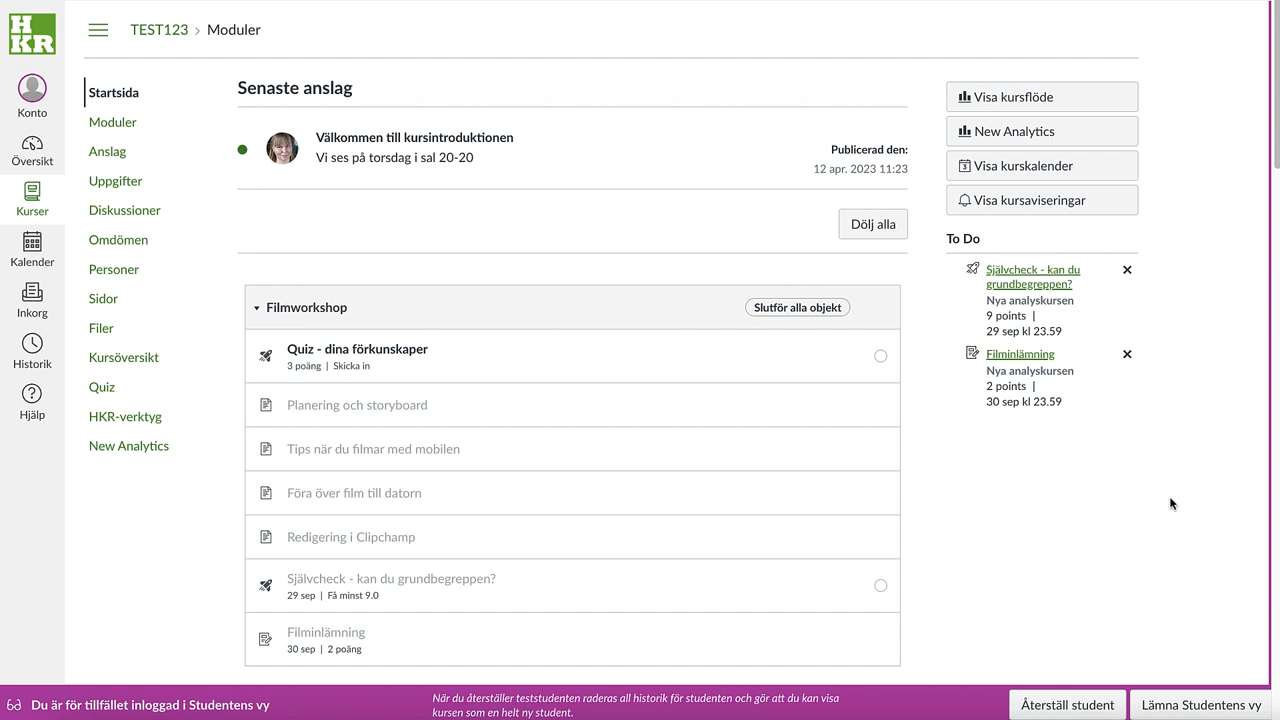 H
KR
Konto
Översikt
Kurser
Kalender
Inkorg
Historik
Hjälp
TEST123 › Moduler
Startsida
Moduler
Anslag
Uppgifter
Diskussioner
Omdömen
Personer
Sidor
Filer
Kursöversikt
Quiz
HKR-verktyg
New Analytics
Senaste anslag
Välkommen till kursintroduktionen
Vi ses på torsdag i sal 20-20
Publicerad den:
12 apr. 2023 11:23
Dölj alla
Filmworkshop
Slutför alla objekt
Quiz - dina förkunskaper
3 poäng | Skicka in
Planering och storyboard
Tips när du filmar med mobilen
Föra över film till datorn
Redigering i Clipchamp
Självcheck - kan du grundbegreppen?
29 sep | Få minst 9.0
Filminlämning
30 sep | 2 poäng
Visa kursflöde
New Analytics
Visa kurskalender
Visa kursaviseringar
To Do
Självcheck - kan du
grundbegreppen?
Nya analyskursen
9 points |
29 sep kl 23.59
Filminlämning
Nya analyskursen
2 points |
30 sep kl 23.59
Du är för tillfället inloggad i Studentens vy
När du återställer teststudenten raderas all historik för studenten och gör att du kan visa
kursen som en helt ny student.
Återställ student
Lämna Studentens vy